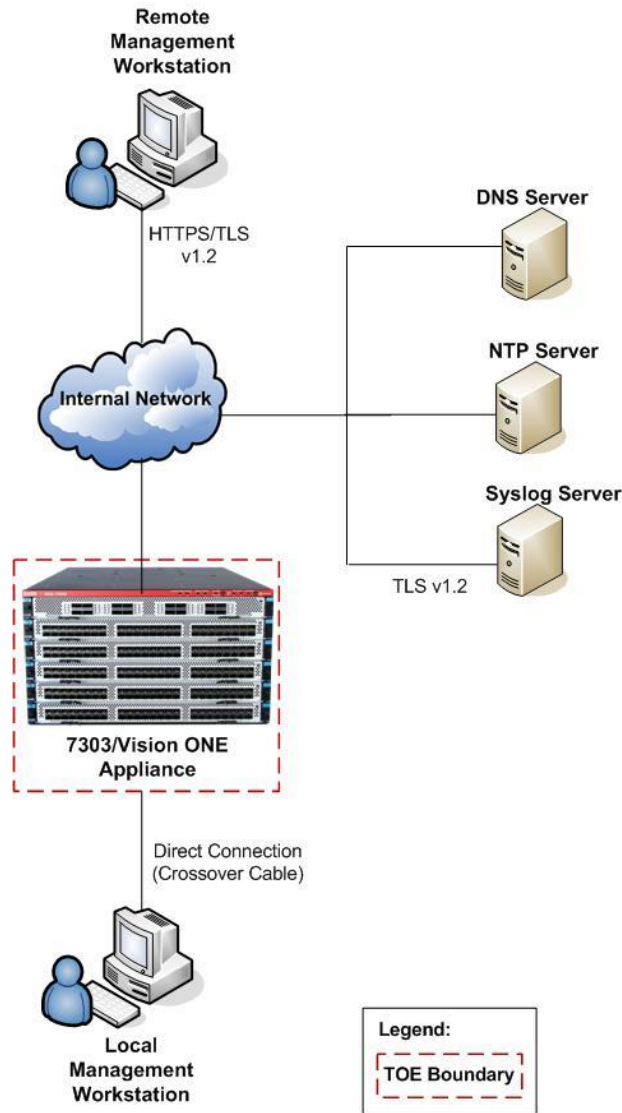 Remote
Management
Workstation
HTTPS/TLS
v1.2
DNS Server
NTP Server
Internal Network
Syslog Server
TLS v1.2
7303/Vision ONE
Appliance
Direct Connection
(Crossover Cable)
Local
Management
Workstation
Legend:
TOE Boundary